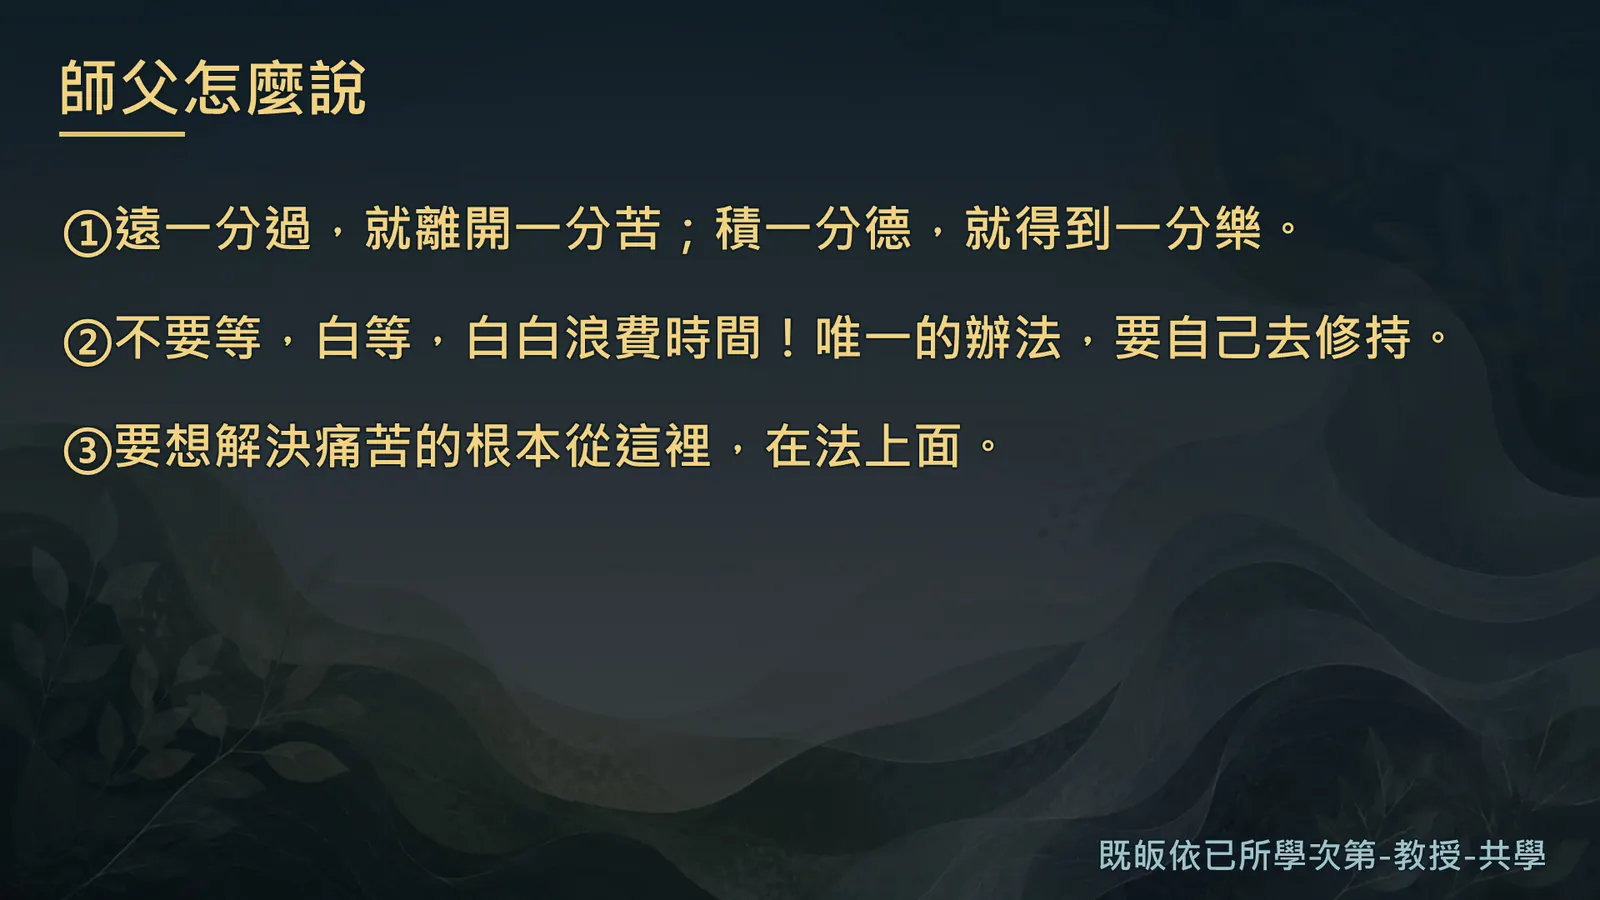 師父怎麼說
①遠一分過，就離開一分苦；積一分德，就得到一分樂。
②不要等，白等，白白浪費時間！唯一的辦法，要自己去修持。
③要想解決痛苦的根本從這裡，在法上面。
既皈依已所學次第-教授-共學